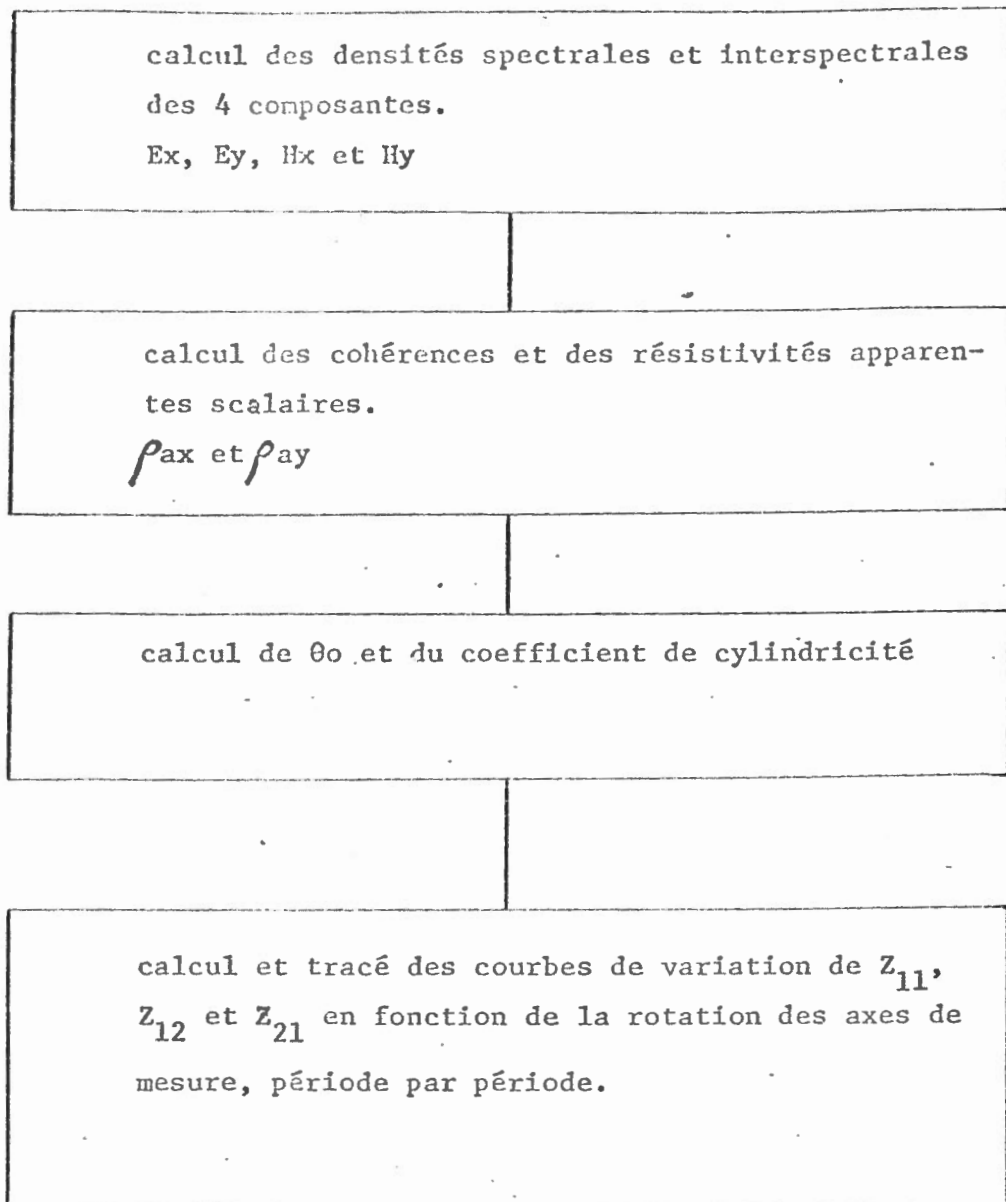 calcul des densités spectrales et interspectrales
des 4 composantes.
Ex, Ey, Hx et Hy
calcul des cohérences et des résistivités apparen-
tes scalaires.
ρax et ρay
calcul de θo et du coefficient de cylindricité
calcul et tracé des courbes de variation de Z₁₁,
Z₁₂ et Z₂₁ en fonction de la rotation des axes de
mesure, période par période.